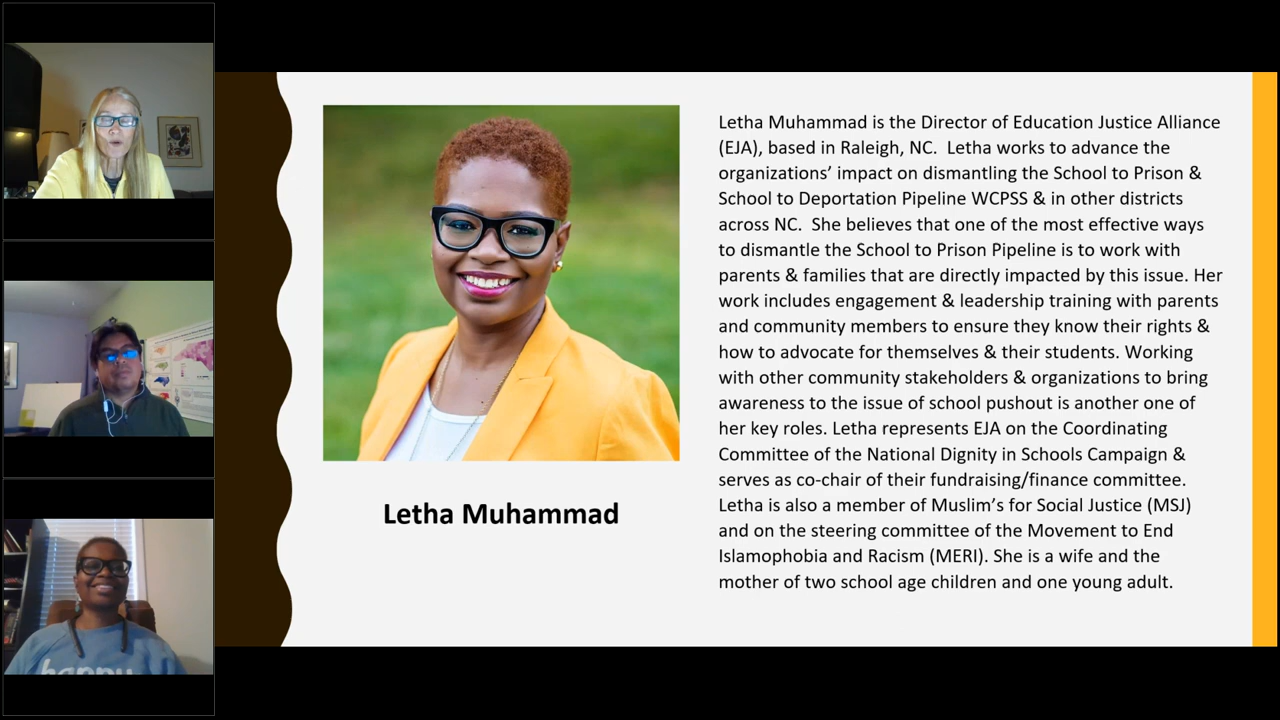 Letha Muhammad is the Director of Education Justice Alliance
(EJA), based in Raleigh, NC. Letha works to advance the
organizations’ impact on dismantling the School to Prison &
School to Deportation Pipeline WCPSS & in other districts
across NC. She believes that one of the most effective ways
to dismantle the School to Prison Pipeline is to work with
parents & families that are directly impacted by this issue. Her
work includes engagement & leadership training with parents
and community members to ensure they know their rights &
how to advocate for themselves & their students. Working
with other community stakeholders & organizations to bring
awareness to the issue of school pushout is another one of
her key roles. Letha represents EJA on the Coordinating
Committee of the National Dignity in Schools Campaign &
serves as co-chair of their fundraising/finance committee.
Letha is also a member of Muslim’s for Social Justice (MSJ)
and on the steering committee of the Movement to End
Islamophobia and Racism (MERI). She is a wife and the
mother of two school age children and one young adult.
Letha Muhammad
happy